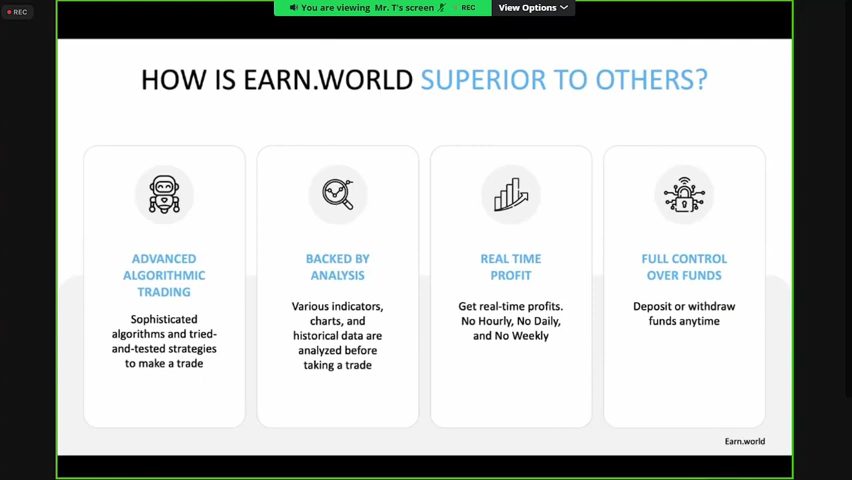 REC
You are viewing Mr. T's screen
REC
View Options
HOW IS EARN.WORLD SUPERIOR TO OTHERS?
ADVANCED
ALGORITHMIC
TRADING
Sophisticated
algorithms and tried-
and-tested strategies
to make a trade
BACKED BY
ANALYSIS
Various indicators,
charts, and
historical data are
analyzed before
taking a trade
REAL TIME
PROFIT
Get real-time profits.
No Hourly, No Daily,
and No Weekly
FULL CONTROL
OVER FUNDS
Deposit or withdraw
funds anytime
Earn.world